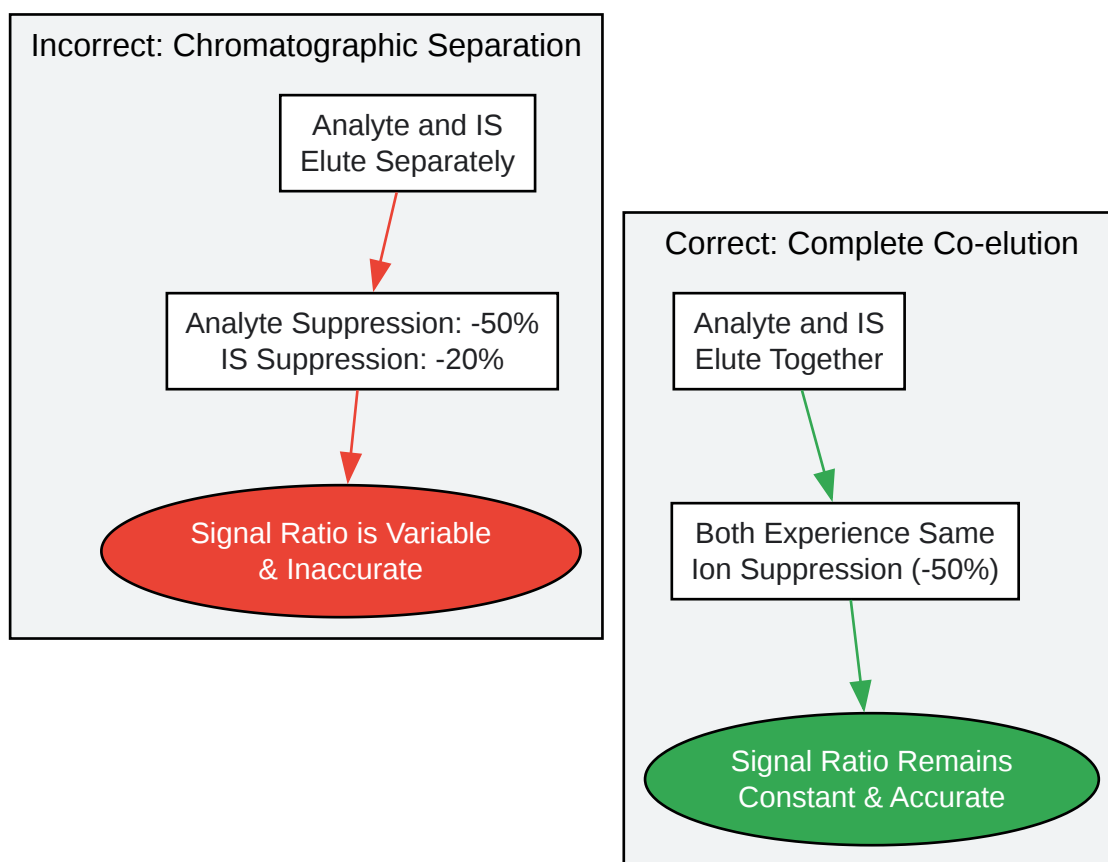 Incorrect: Chromatographic Separation
Analyte and IS
Elute Separately
Analyte Suppression: -50%
IS Suppression: -20%
Signal Ratio is Variable
& Inaccurate
Correct: Complete Co-elution
Analyte and IS
Elute Together
Both Experience Same
Ion Suppression (-50%)
Signal Ratio Remains
Constant & Accurate